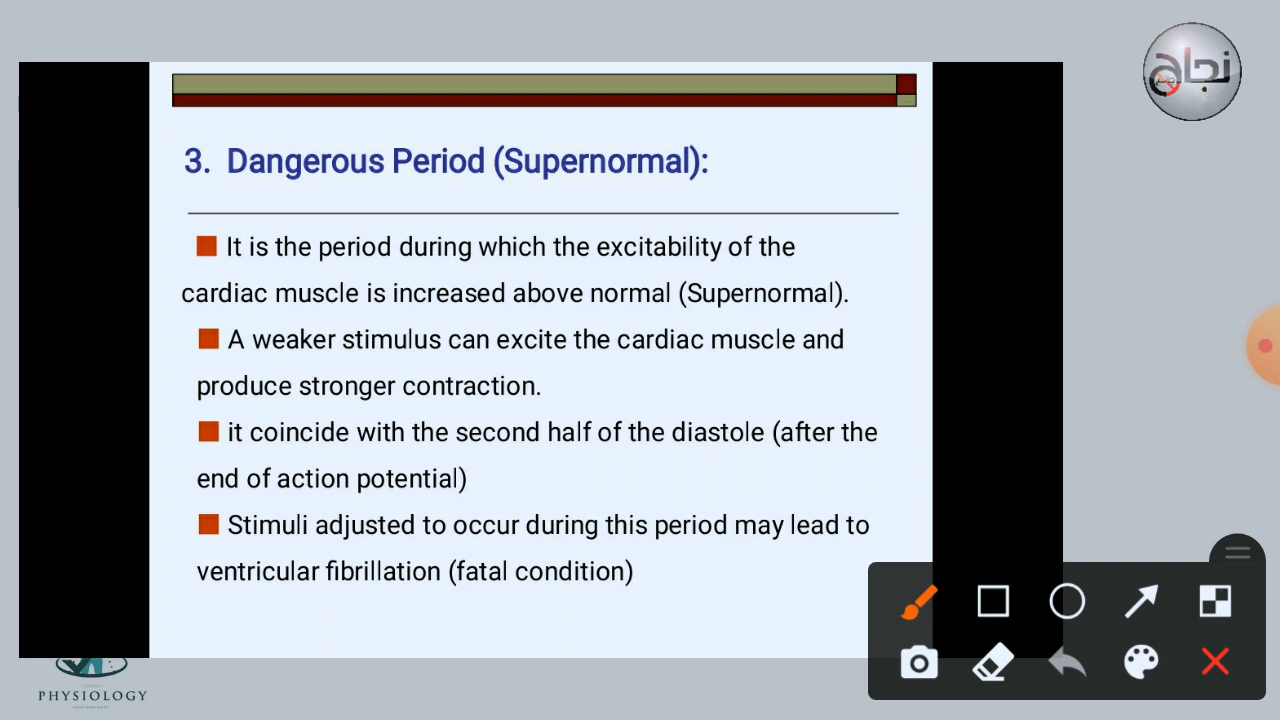 نجاح
3. Dangerous Period (Supernormal):
It is the period during which the excitability of the
cardiac muscle is increased above normal (Supernormal).
A weaker stimulus can excite the cardiac muscle and
produce stronger contraction.
it coincide with the second half of the diastole (after the
end of action potential)
Stimuli adjusted to occur during this period may lead to
ventricular fibrillation (fatal condition)
PHYSIOLOGY